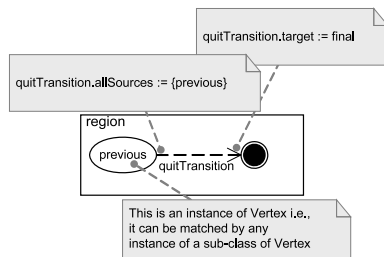 quitTransition.target := final
quitTransition.allSources := {previous}
region
previous
quitTransition
This is an instance of Vertex i.e.,
it can be matched by any
instance of a sub-class of Vertex